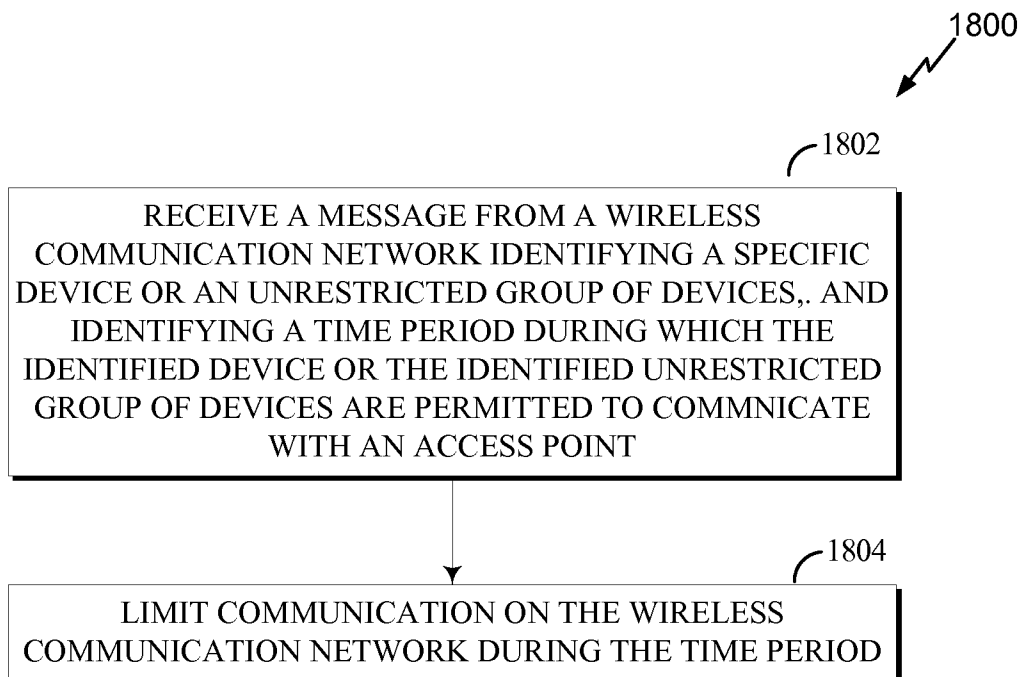 1800
1802
RECEIVE A MESSAGE FROM A WIRELESS
COMMUNICATION NETWORK IDENTIFYING A SPECIFIC
DEVICE OR AN UNRESTRICTED GROUP OF DEVICES,. AND
IDENTIFYING A TIME PERIOD DURING WHICH THE
IDENTIFIED DEVICE OR THE IDENTIFIED UNRESTRICTED
GROUP OF DEVICES ARE PERMITTED TO COMMNICATE
WITH AN ACCESS POINT
1804
LIMIT COMMUNICATION ON THE WIRELESS
COMMUNICATION NETWORK DURING THE TIME PERIOD